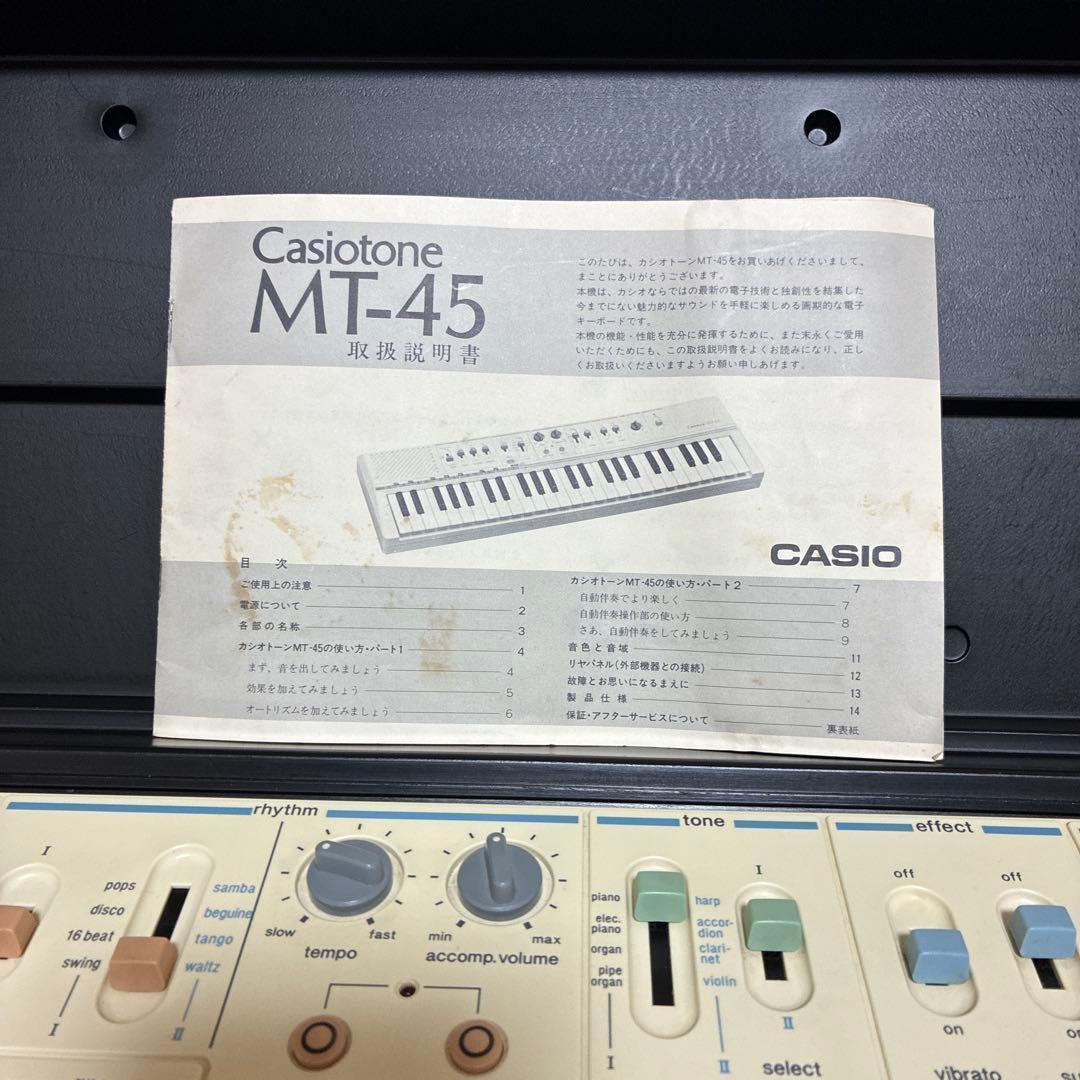 Casiotone
MT-45
取扱説明書
このたびは、カシオトーンMT-45をお買いあげくださいまして、
まことにありがとうございます。
本機は、カシオならではの最新の電子技術と独創性を結集した
今までにない魅力的なサウンドを手軽に楽しめる画期的な電子
キーボードです。
本機の機能・性能を充分に発揮するために、また末永くご愛用
いただくためにも、この取扱説明書をよくお読みになり、正し
くお取扱いくださいますようお願い申しあげます。
CASIO
目 次
ご使用上の注意 1
電源について 2
各部の名称 3
カシオトーンMT-45の使い方・パート1 4
まず、音を出してみましょう 4
効果を加えてみましょう 5
オートリズムを加えてみましょう 6
カシオトーンMT-45の使い方・パート2 7
自動伴奏でより楽しく 7
自動伴奏操作部の使い方 8
さあ、自動伴奏をしてみましょう 9
音色と音域 11
リヤパネル(外部機器との接続) 12
故障とお思いになるまえに 13
製品仕様 14
保証・アフターサービスについて 裏表紙
rhythm
I
pops
disco
16 beat
swing
I
samba
beguine
tango
waltz
II
slow
fast
tempo
min
max
accomp. volume
tone
piano
elec.
piano
organ
pipe
organ
I
harp
accor-
dion
clari-
net
violin
II
I
II
select
effect
off
on
vibrato
off